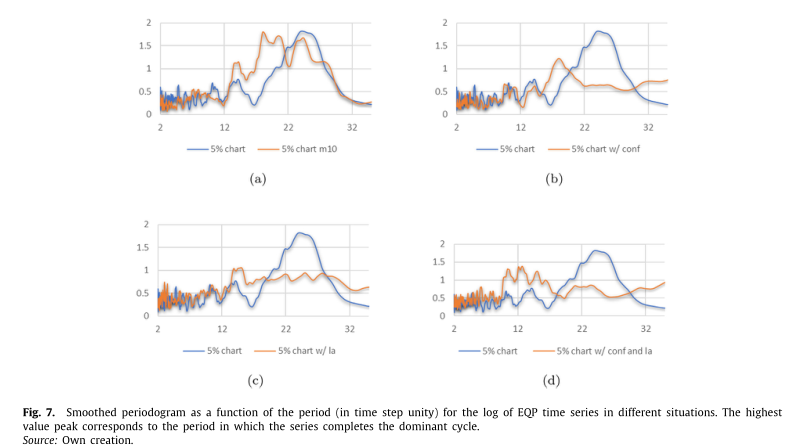 2
1.5
1
0.5
0
2 12 22 32
5% chart 5% chart m10
(a)
2
1.5
1
0.5
0
2 12 22 32
5% chart 5% chart w/ conf
(b)
2
1.5
1
0.5
0
2 12 22 32
5% chart 5% chart w/ la
(c)
2
1.5
1
0.5
0
2 12 22 32
5% chart 5% chart w/ conf and la
(d)
Fig. 7. Smoothed periodogram as a function of the period (in time step unity) for the log of EQP time series in different situations. The highest
value peak corresponds to the period in which the series completes the dominant cycle.
Source: Own creation.